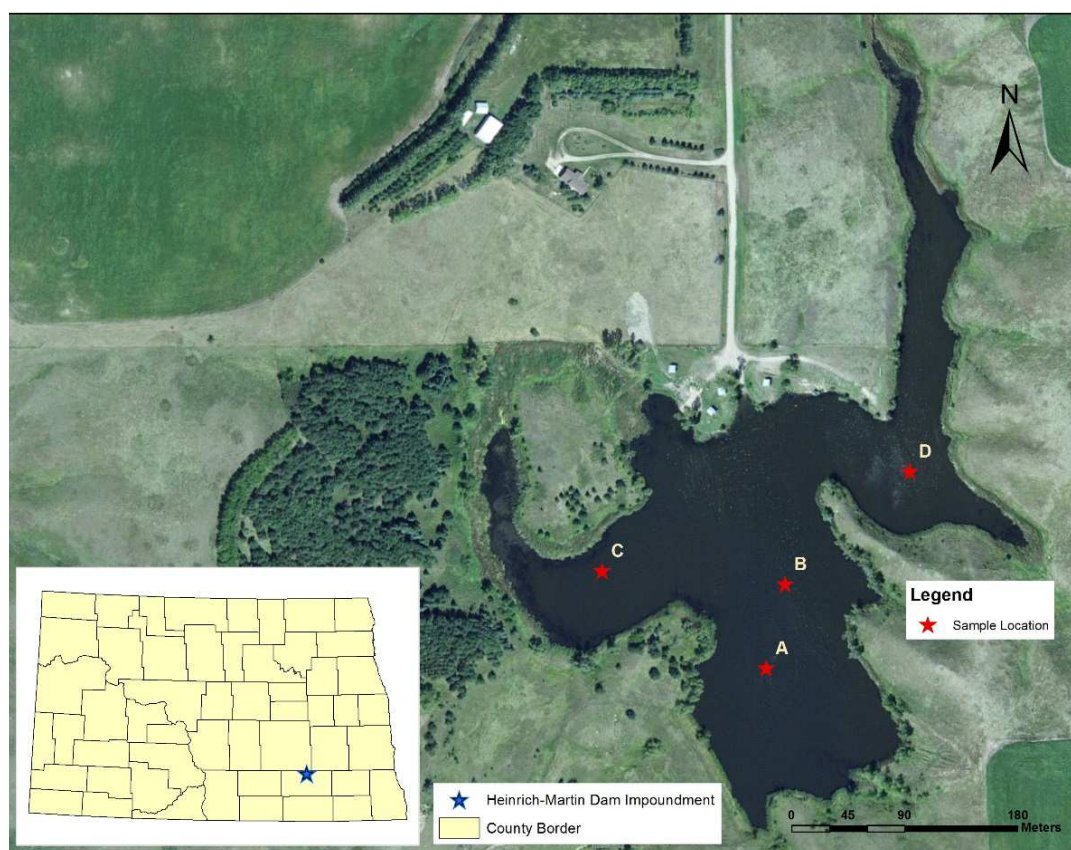 N
D
C
B
A
Legend
Sample Location
Heinrich-Martin Dam Impoundment
County Border
0 45 90 180
Meters